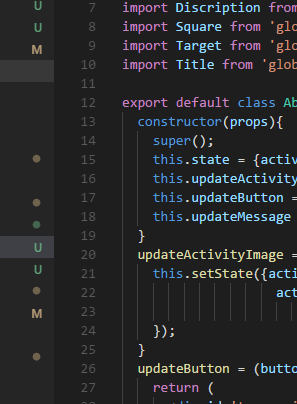 U
7 import Discription from
U
8 import Square from 'glo
M
9 import Target from 'glo
10 import Title from 'glob
11
12 export default class Ab
13 constructor(props){
14 super();
15 this.state = {activ
16 this.updateActivity
17 this.updateButton =
18 this.updateMessage
19 }
U
20 updateActivityImage =
U
21 this.setState({acti
22 act
M
23
24 });
25 }
26 updateButton = (button
27 return (